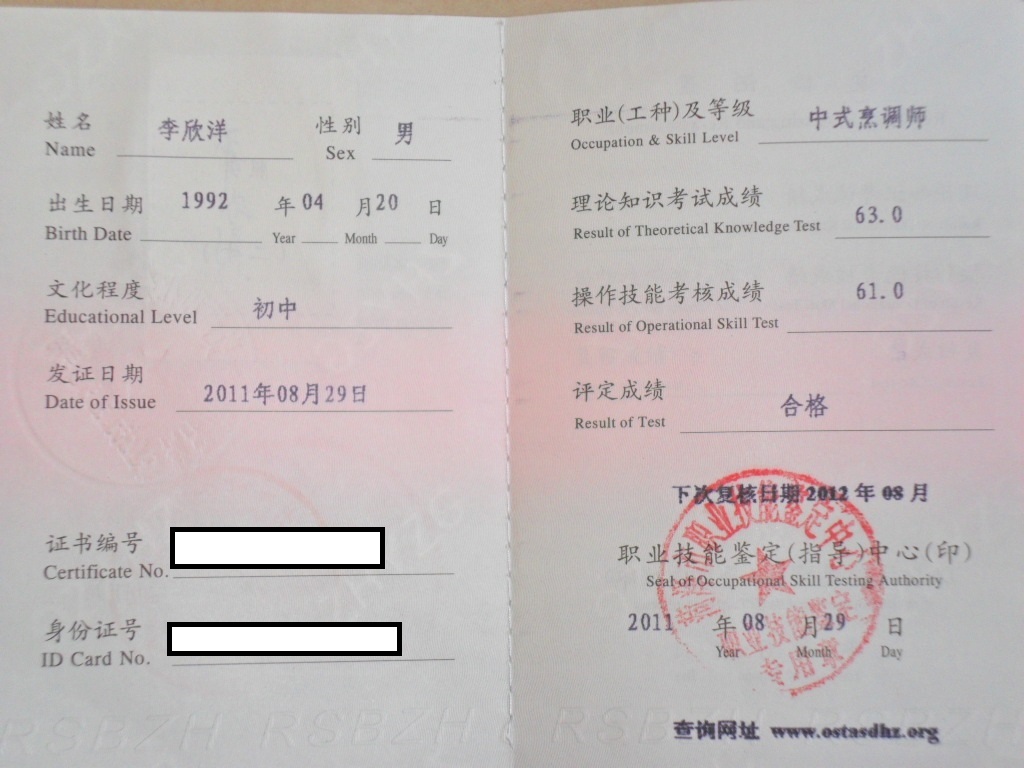 姓名 李欣洋 性别 男
Name Sex
出生日期 1992 年 04 月 20 日
Birth Date Year Month Day
文化程度 初中
Educational Level
发证日期 2011年08月29日
Date of Issue
证书编号
Certificate No.
身份证号
ID Card No.
RSBZH RSBZH
职业(工种)及等级 中式烹调师
Occupation & Skill Level
理论知识考试成绩 63.0
Result of Theoretical Knowledge Test
操作技能考核成绩 61.0
Result of Operational Skill Test
评定成绩 合格
Result of Test
下次复核日期 2012 年 08 月
职业技能鉴定(指导)中心(印)
Seal of Occupational Skill Testing Authority
2011 年 08 月 29 日
Year Month Day
职业技能鉴定中心
职业技能鉴定
专用章
查询网址 www.ostasdhz.org